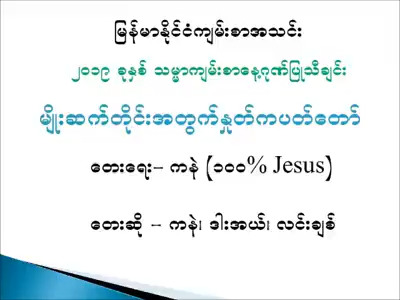 မြန်မာနိုင်ငံကျမ်းစာအသင်း
၂၀၁၉ ခုနှစ် သမ္မာကျမ်းစာနေ့ဂုဏ်ပြုသီချင်း
မျိုးဆက်တိုင်းအတွက်နှုတ်ကပတ်တော်
တေးရေး– ကနဲ (၁၀၀% Jesus)
တေးဆို – ကနဲ၊ ဒါးအယ်၊ လင်းချစ်